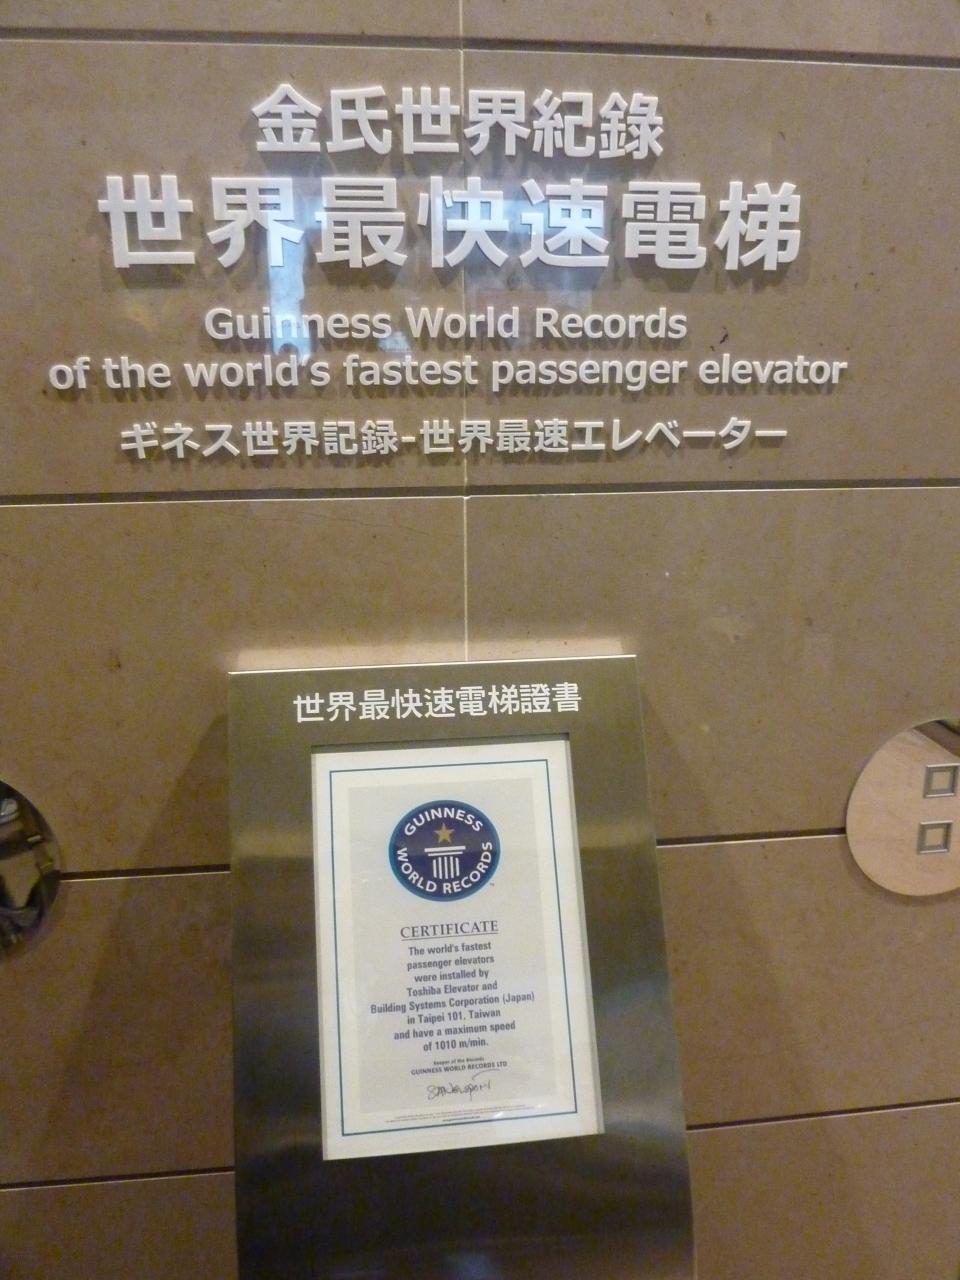 金氏世界紀錄
世界最快速電梯
Guinness World Records
of the world's fastest passenger elevator
ギネス世界記録-世界最速エレベーター
世界最快速電梯證書
GUINNESS
WORLD RECORDS
CERTIFICATE
The world's fastest
passenger elevators
were installed by
Toshiba Elevator and
Building Systems Corporation (Japan)
in Taipei 101, Taiwan
and have a maximum speed
of 1010 m/min.
Keeper of the Records
GUINNESS WORLD RECORDS LTD